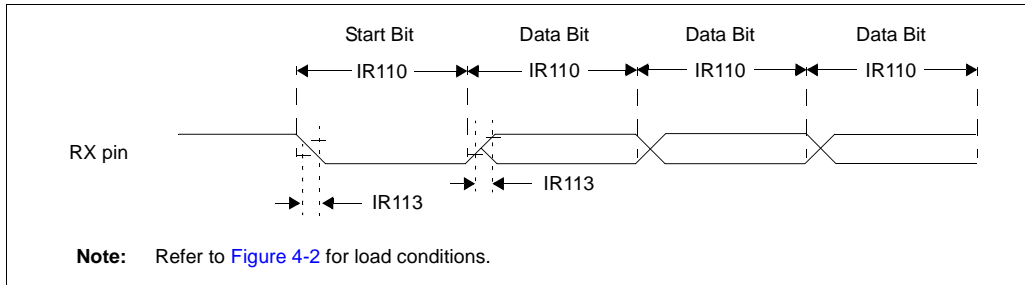 Start Bit Data Bit Data Bit Data Bit
IR110 IR110 IR110 IR110
RX pin
IR113 IR113
Note: Refer to Figure 4-2 for load conditions.